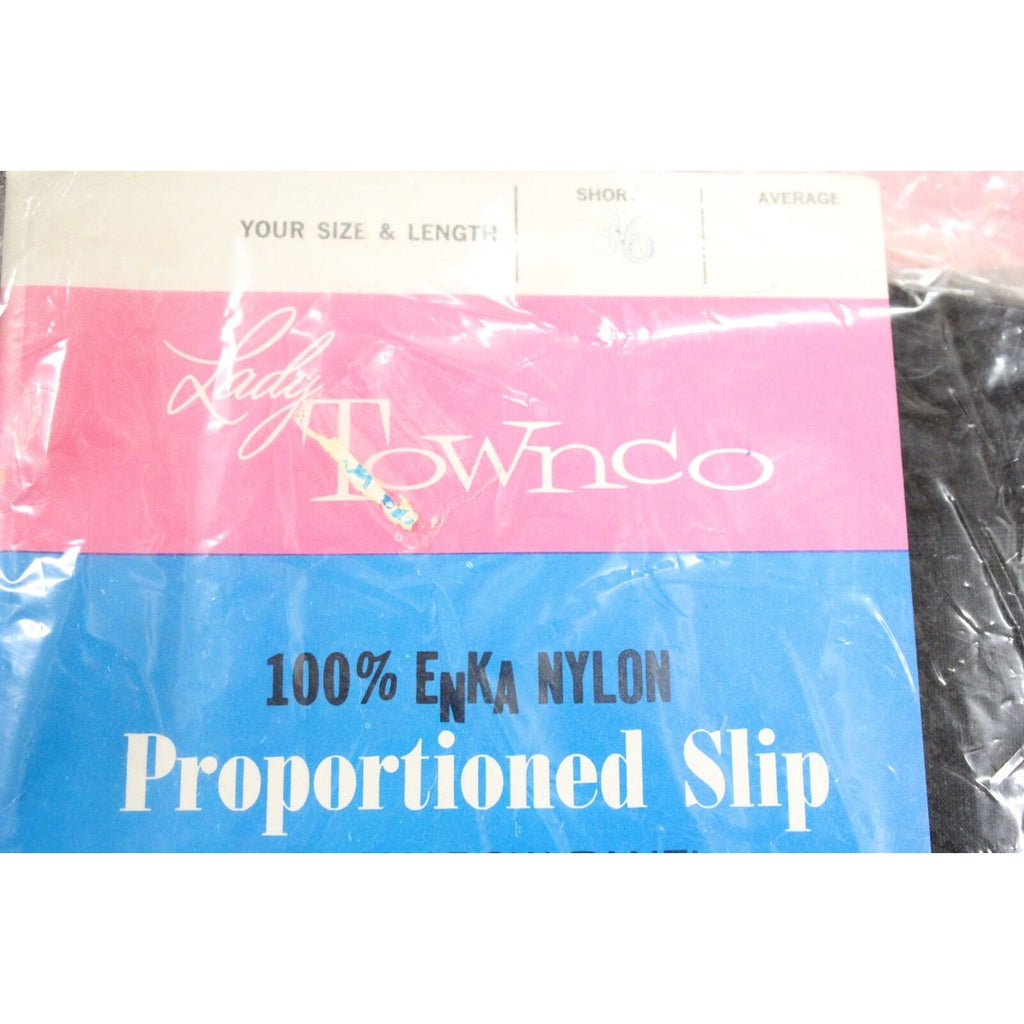 SHORT AVERAGE
YOUR SIZE & LENGTH
36
Lady
Townco
100% ENKA NYLON
Proportioned Slip